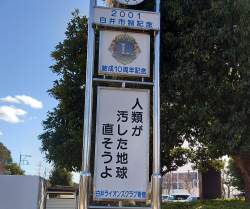 2001
白井市制記念
LIONS
結成10周年記念
人類が
汚した地球
直そうよ
白井ライオンズクラブ寄贈